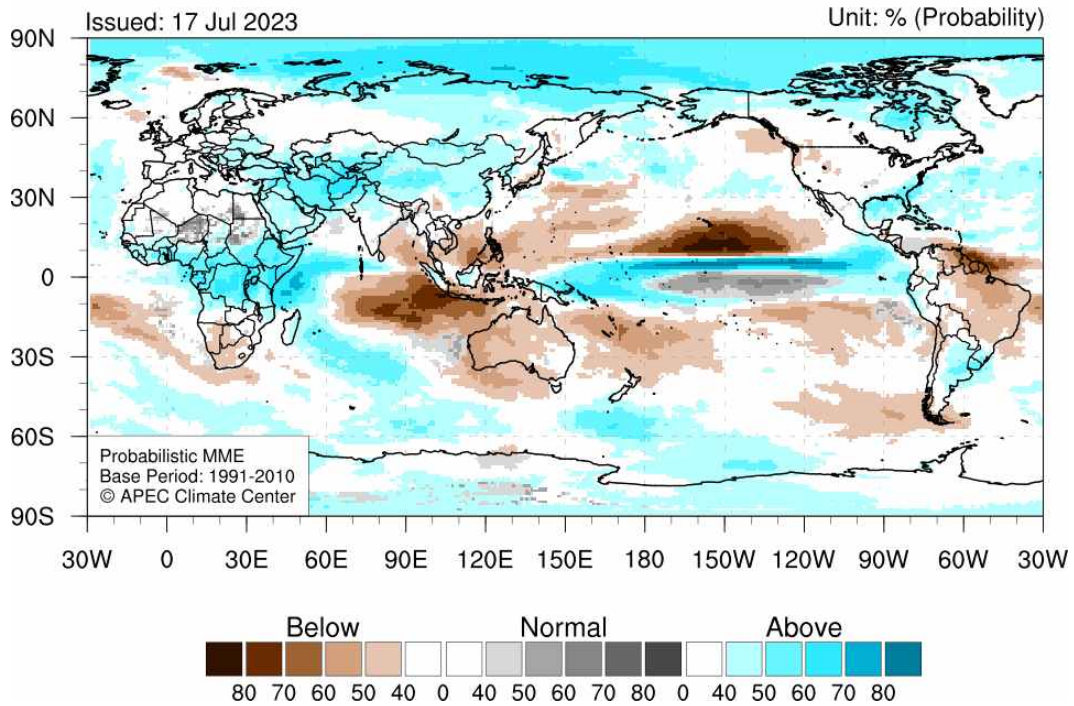 Issued: 17 Jul 2023
Unit: % (Probability)
90N
60N
30N
0
30S
60S
90S
Probabilistic MME
Base Period: 1991-2010
© APEC Climate Center
30W 0 30E 60E 90E 120E 150E 180 150W 120W 90W 60W 30W
Below Normal Above
80 70 60 50 40 0 40 50 60 70 80 0 40 50 60 70 80